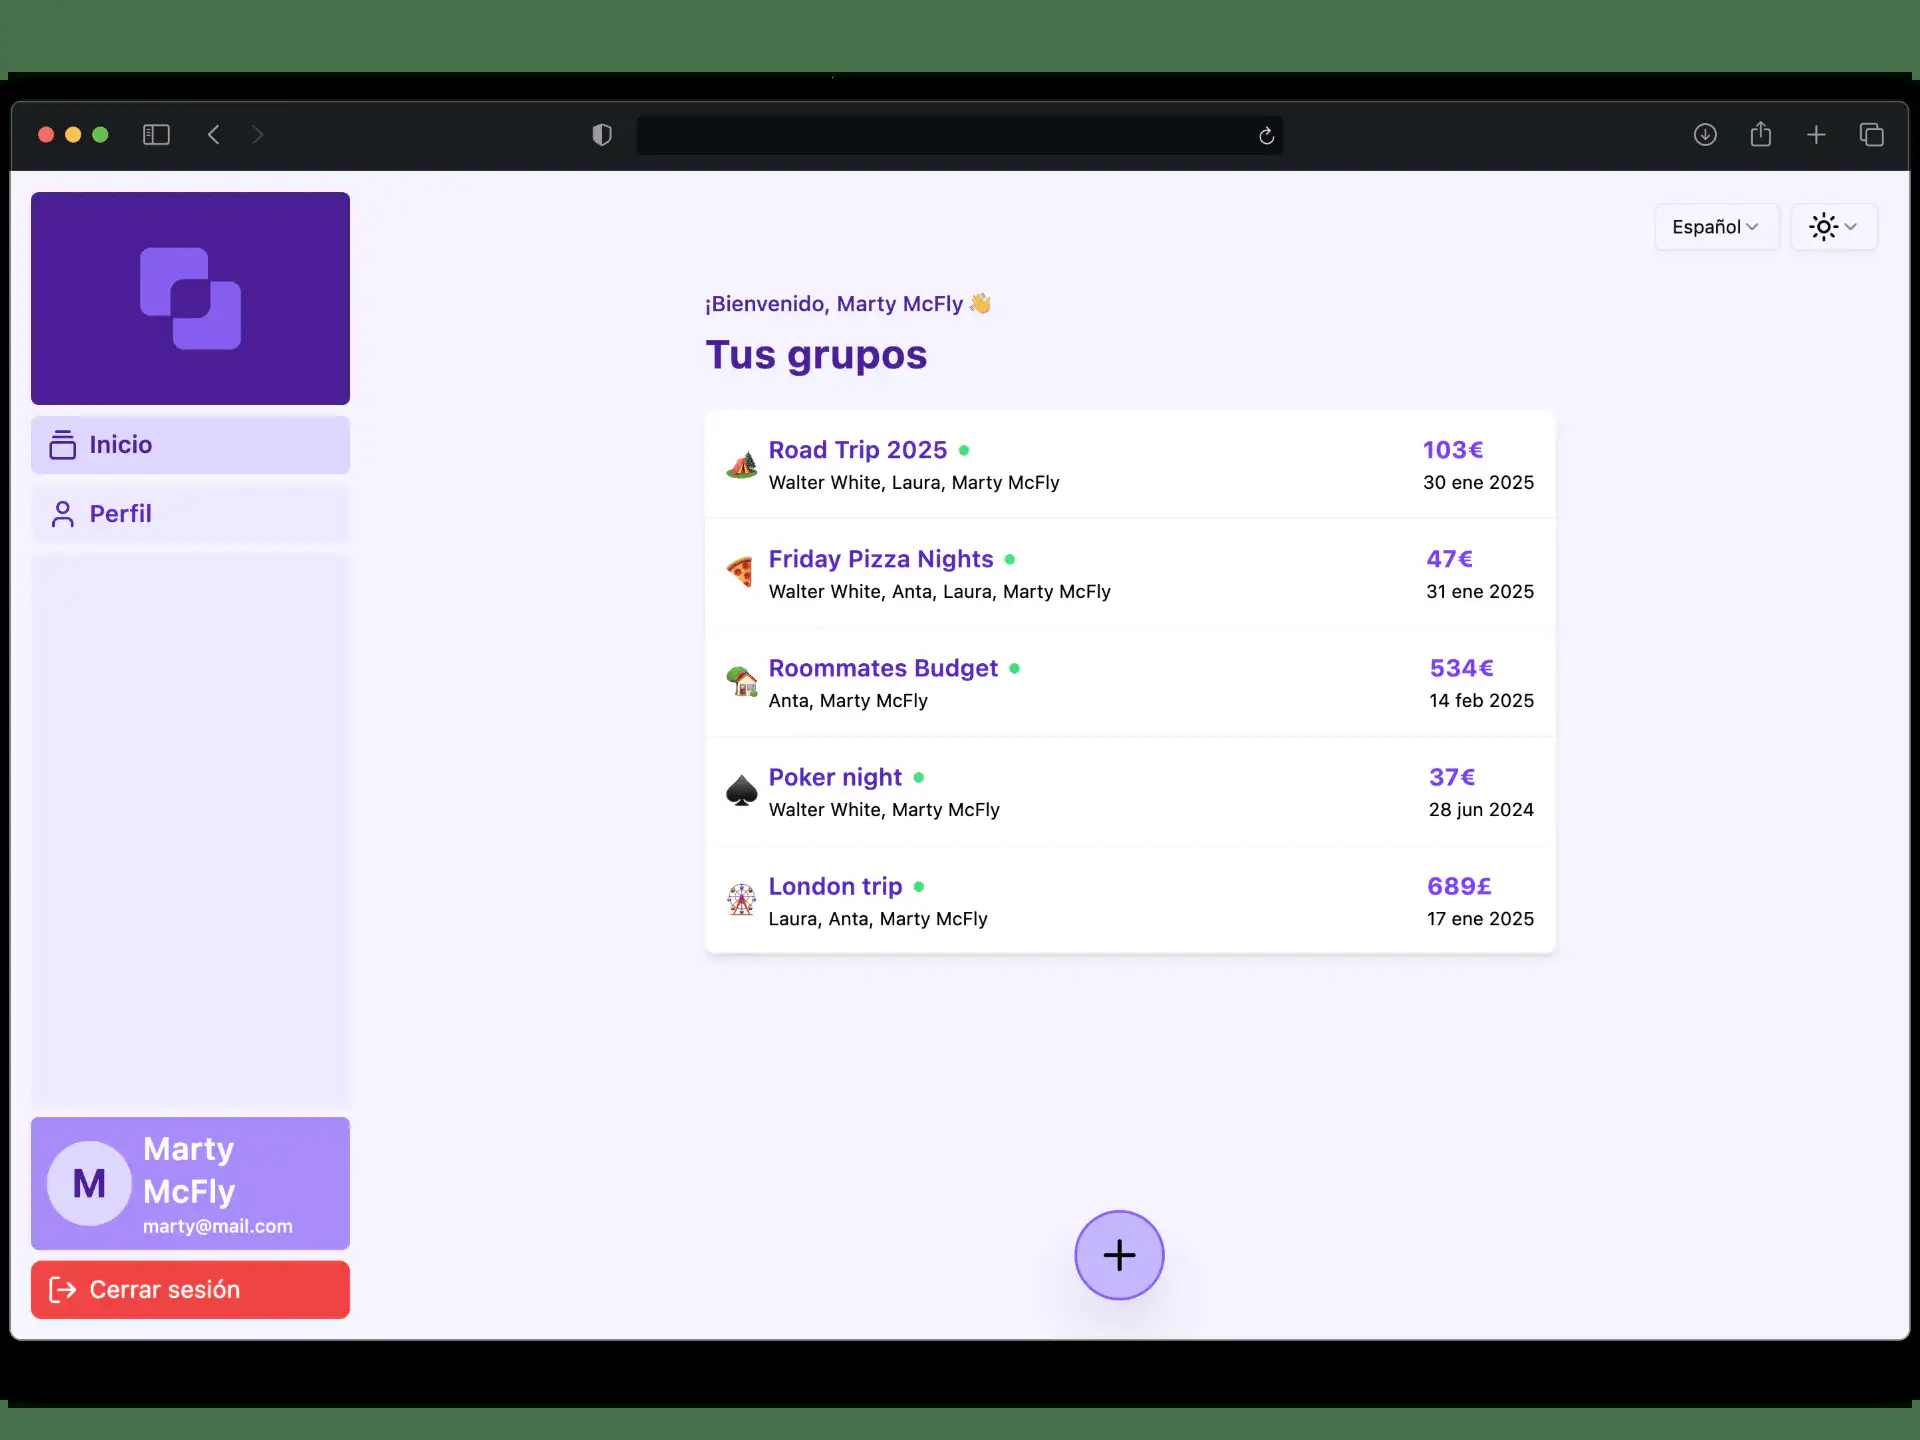 Español
¡Bienvenido, Marty McFly 👋
Tus grupos
Inicio
Perfil
Road Trip 2025
103€
Walter White, Laura, Marty McFly
30 ene 2025
Friday Pizza Nights
47€
Walter White, Anta, Laura, Marty McFly
31 ene 2025
Roommates Budget
534€
Anta, Marty McFly
14 feb 2025
Poker night
37€
Walter White, Marty McFly
28 jun 2024
London trip
689£
Laura, Anta, Marty McFly
17 ene 2025
M
Marty
McFly
marty@mail.com
Cerrar sesión